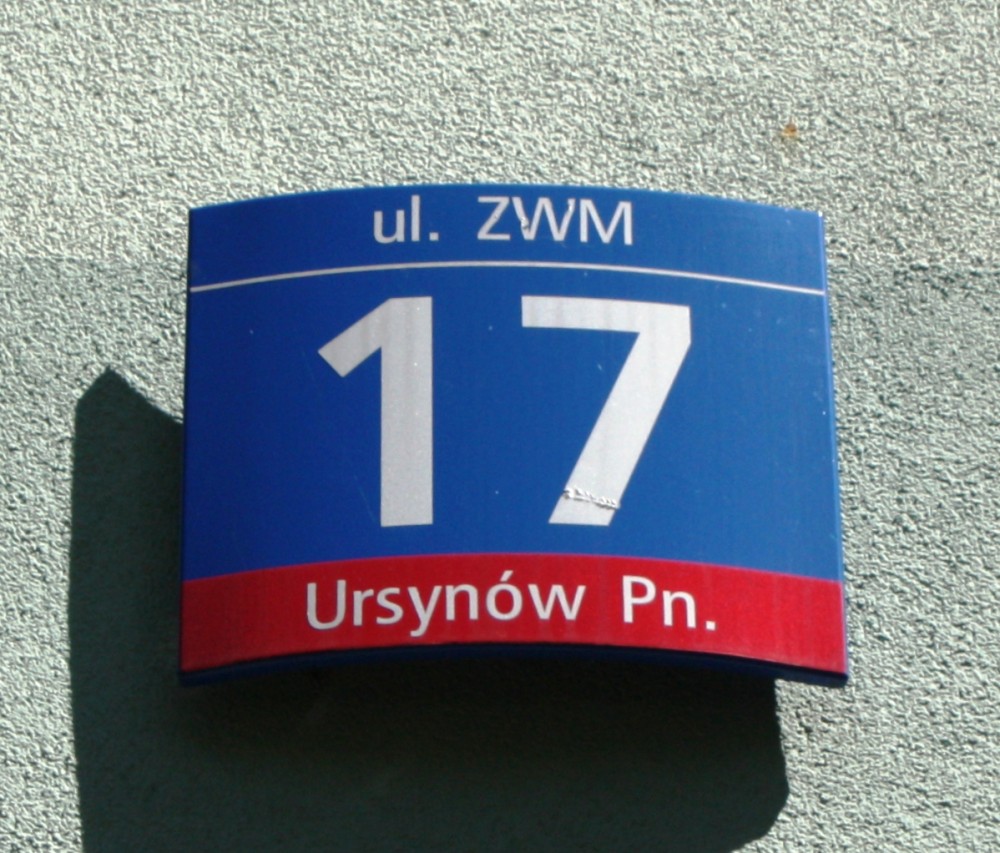 ul. ZWM
17
Ursynów Pn.